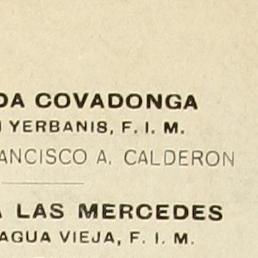 DA COVADONGA
YERBANIS, F. I. M.
ANCISCO A. CALDERON
LAS MERCEDES
AGUA VIEJA, F. I. M.